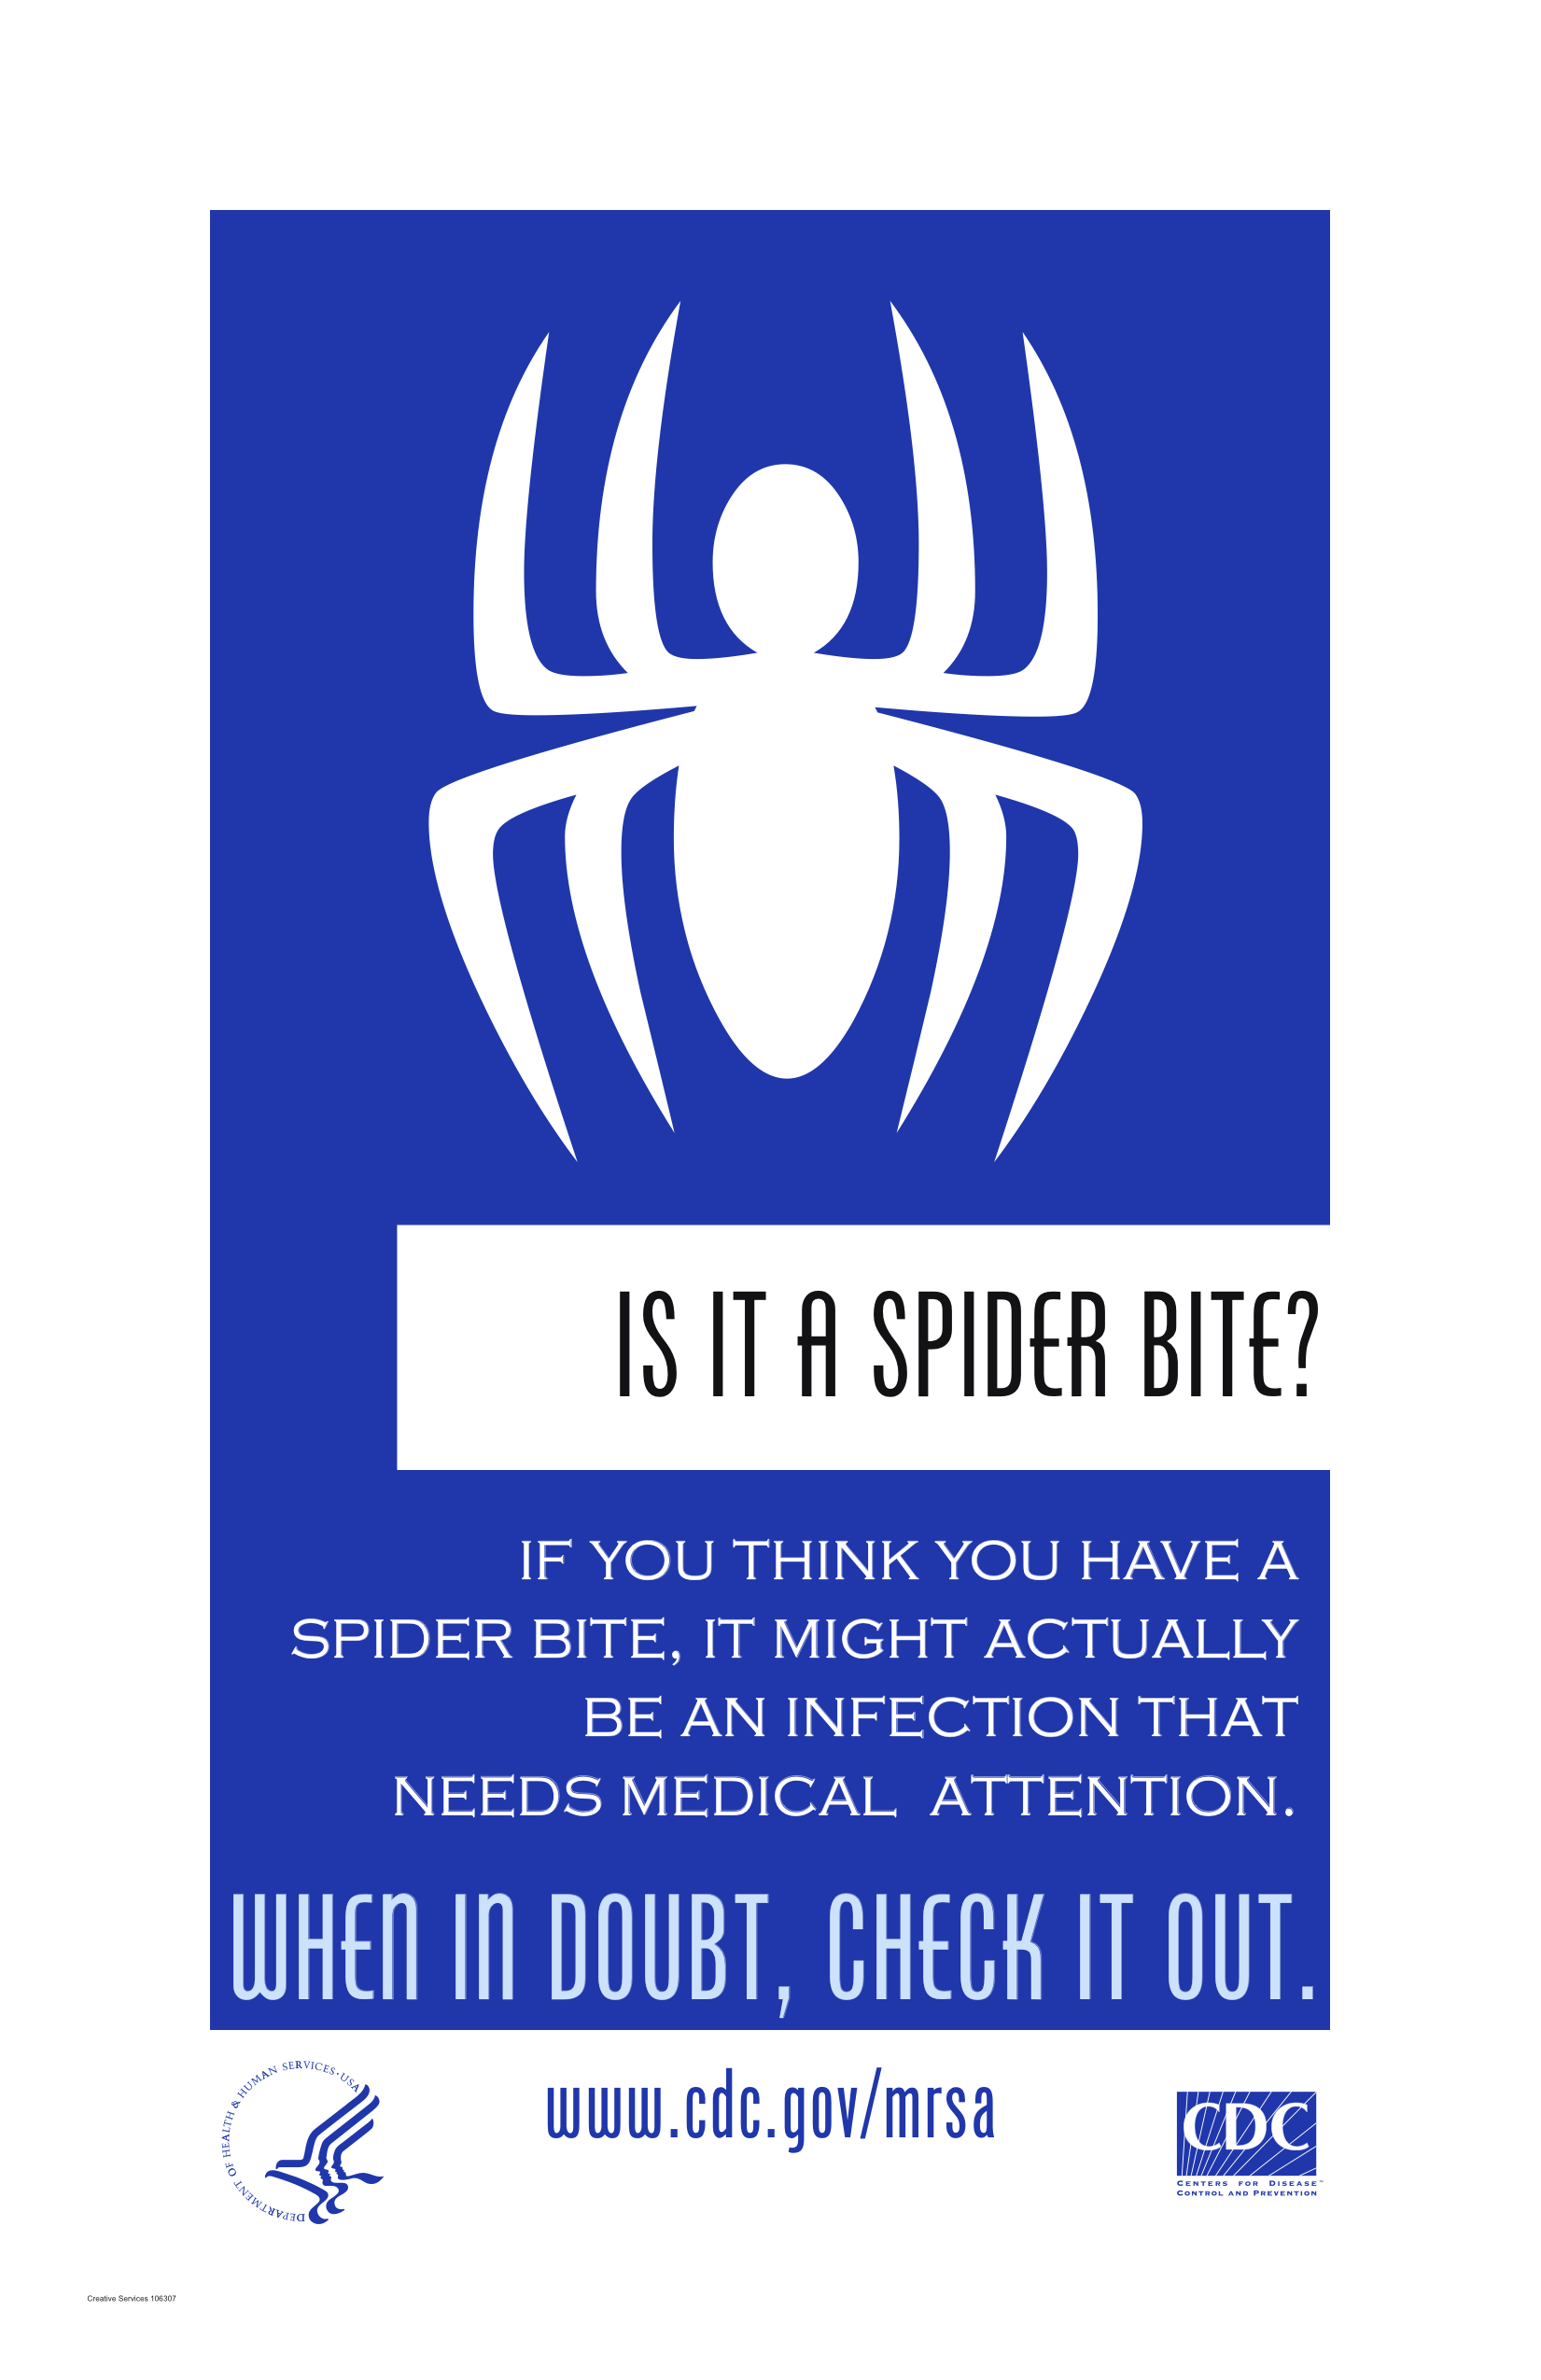 IS IT A SPIDER BITE?
IF YOU THINK YOU HAVE A
SPIDER BITE, IT MIGHT ACTUALLY
BE AN INFECTION THAT
NEEDS MEDICAL ATTENTION.
WHEN IN DOUBT, CHECK IT OUT.
DEPARTMENT OF HEALTH & HUMAN SERVICES · USA
www.cdc.gov/mrsa
CDC
CENTERS FOR DISEASE™
CONTROL AND PREVENTION
Creative Services 106307